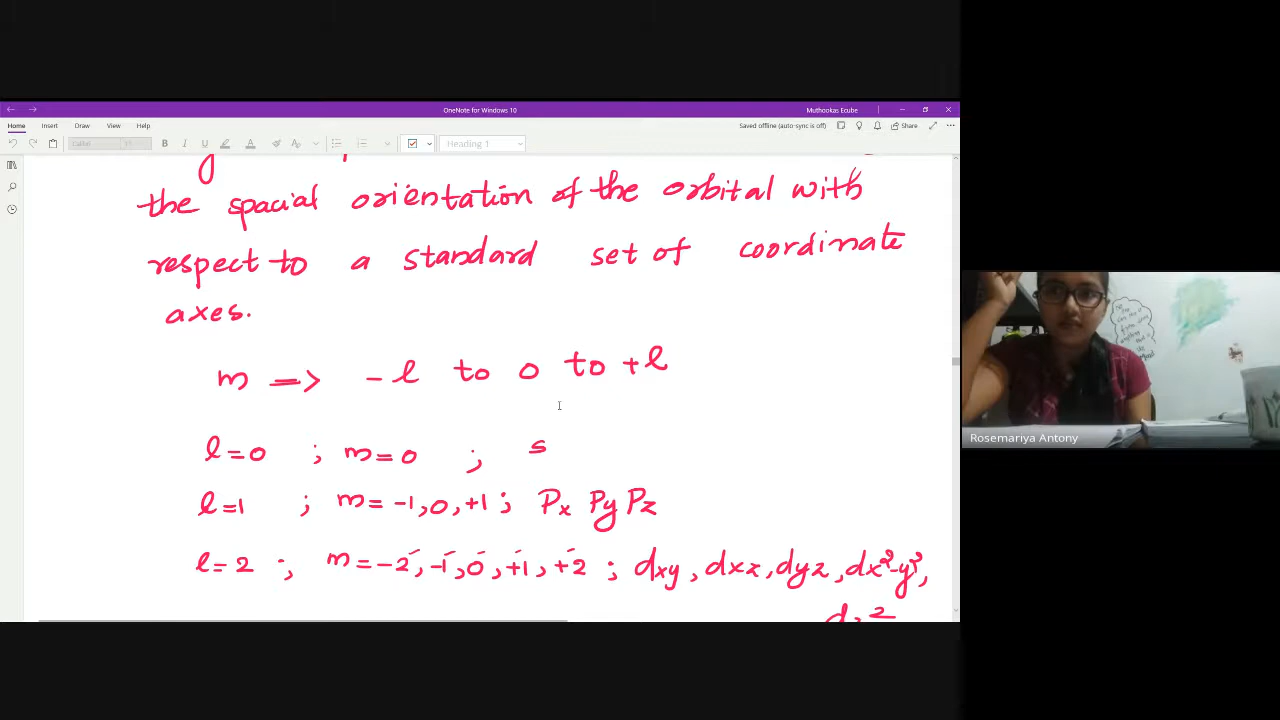 OneNote for Windows 10
Muthookas Ecube
Home Insert Draw View Help
Saved offline (auto-sync is off)
Share
Heading 1
the spacial orientation of the orbital with
respect to a standard set of coordinate
axes.
m => -l to 0 to +l
l=0 ; m=0 ; s
l=1 ; m= -1,0,+1; Px Py Pz
l=2 ; m=-2,-1,0,+1,+2 ; dxy, dxz, dyz, dx²-y²,
Rosemariya Antony